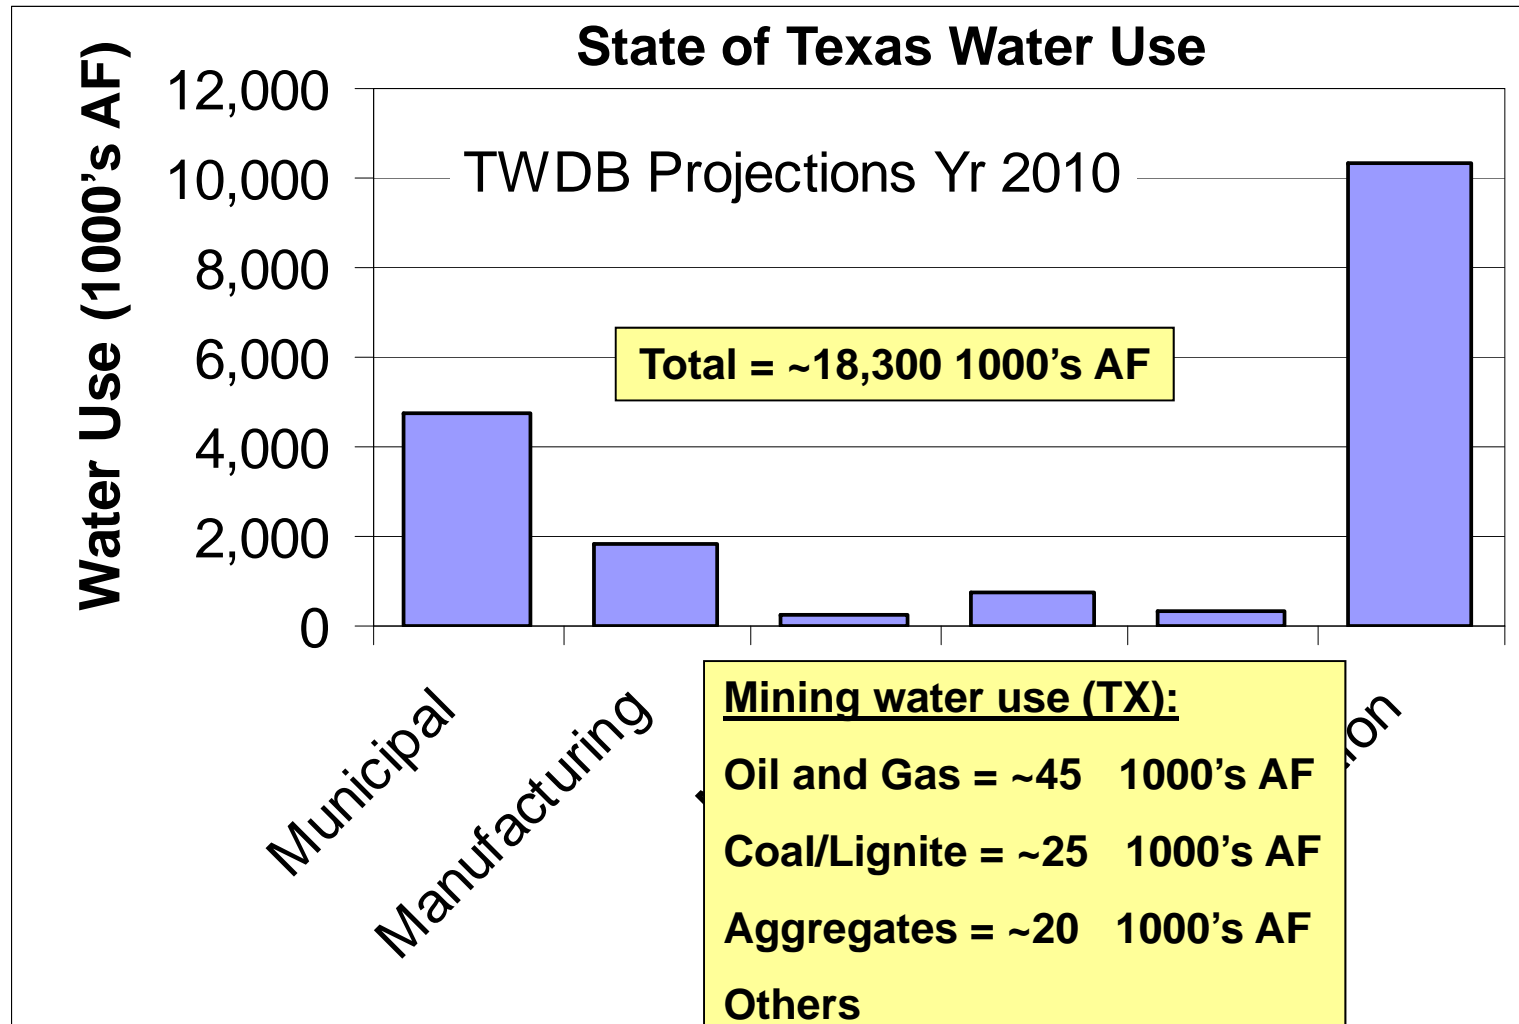 State of Texas Water Use
Water Use (1000's AF)
12,000
10,000
8,000
6,000
4,000
2,000
0
TWDB Projections Yr 2010
Total = ~18,300 1000's AF
Municipal
Manufacturing
Mining water use (TX):
Oil and Gas = ~45 1000's AF
Coal/Lignite = ~25 1000's AF
Aggregates = ~20 1000's AF
Others